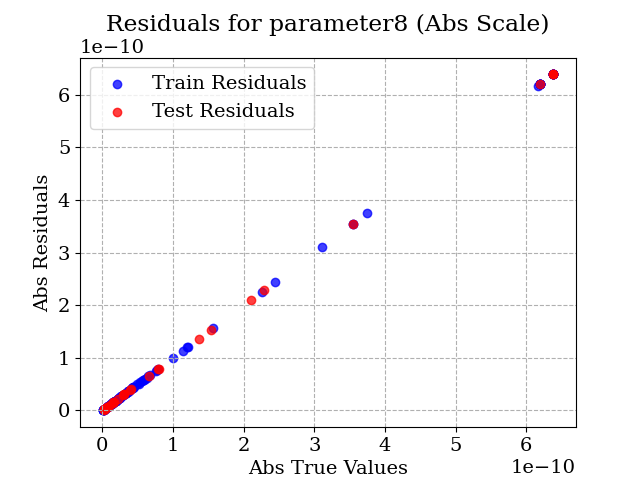 Residuals for parameter8 (Abs Scale)
1e−10
Train Residuals
Test Residuals
6
5
4
3
2
1
0
Abs Residuals
0 1 2 3 4 5 6
Abs True Values
1e−10